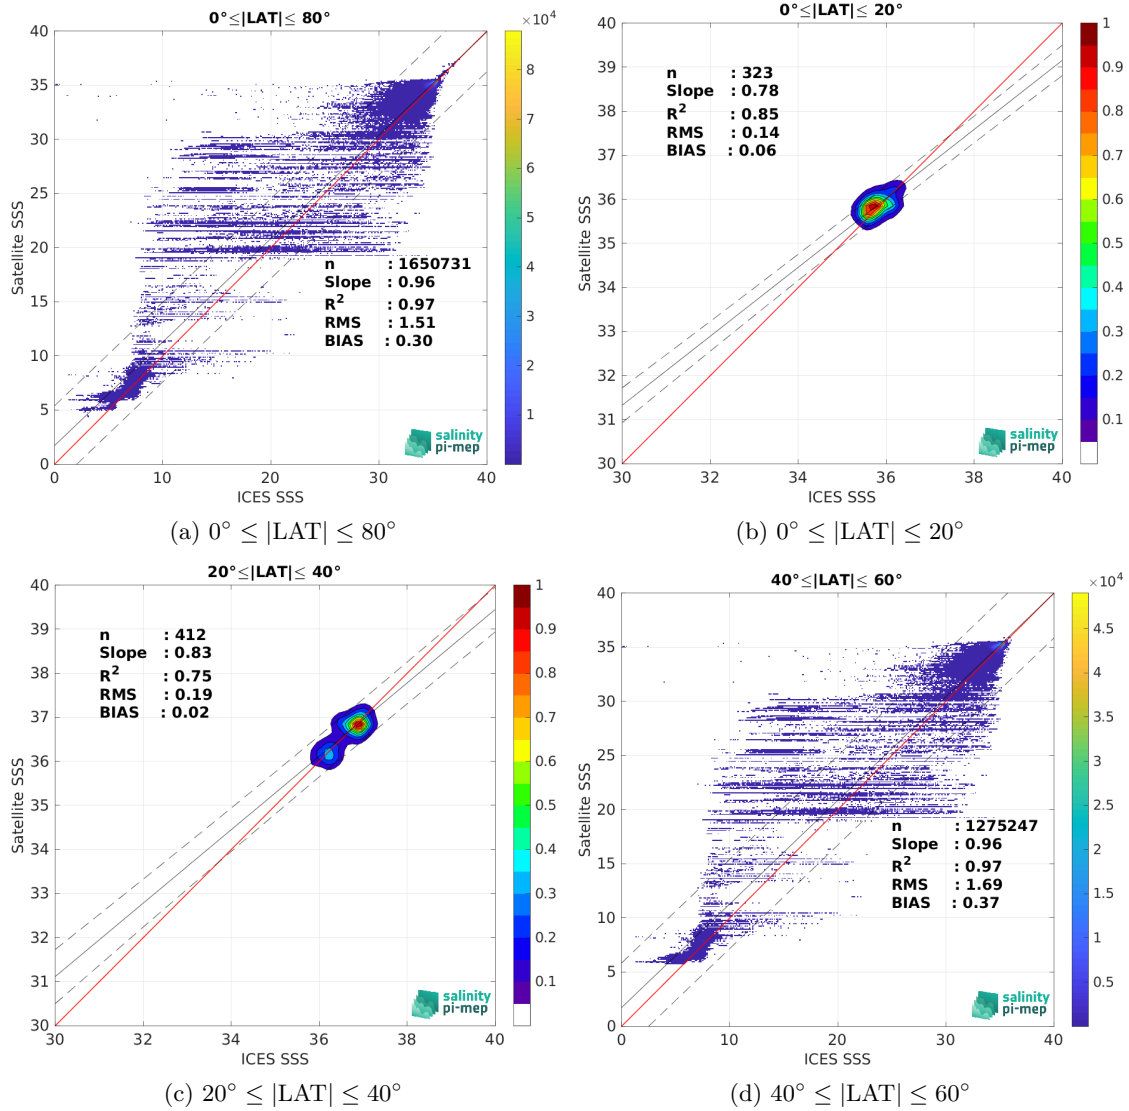 0°≤|LAT|≤ 80°
×10⁴
Satellite SSS
40
35
30
25
20
15
10
5
0
n : 1650731
Slope : 0.96
R² : 0.97
RMS : 1.51
BIAS : 0.30
8
7
6
5
4
3
2
1
salinity
pi-mep
0 10 20 30 40
ICES SSS
(a) 0° ≤ |LAT| ≤ 80°
0°≤|LAT|≤ 20°
Satellite SSS
40
39
38
37
36
35
34
33
32
31
30
n : 323
Slope : 0.78
R² : 0.85
RMS : 0.14
BIAS : 0.06
1
0.9
0.8
0.7
0.6
0.5
0.4
0.3
0.2
0.1
salinity
pi-mep
30 32 34 36 38 40
ICES SSS
(b) 0° ≤ |LAT| ≤ 20°
20°≤|LAT|≤ 40°
Satellite SSS
40
39
38
37
36
35
34
33
32
31
30
n : 412
Slope : 0.83
R² : 0.75
RMS : 0.19
BIAS : 0.02
1
0.9
0.8
0.7
0.6
0.5
0.4
0.3
0.2
0.1
salinity
pi-mep
30 32 34 36 38 40
ICES SSS
(c) 20° ≤ |LAT| ≤ 40°
40°≤|LAT|≤ 60°
×10⁴
Satellite SSS
40
35
30
25
20
15
10
5
0
n : 1275247
Slope : 0.96
R² : 0.97
RMS : 1.69
BIAS : 0.37
4.5
4
3.5
3
2.5
2
1.5
1
0.5
salinity
pi-mep
0 10 20 30 40
ICES SSS
(d) 40° ≤ |LAT| ≤ 60°